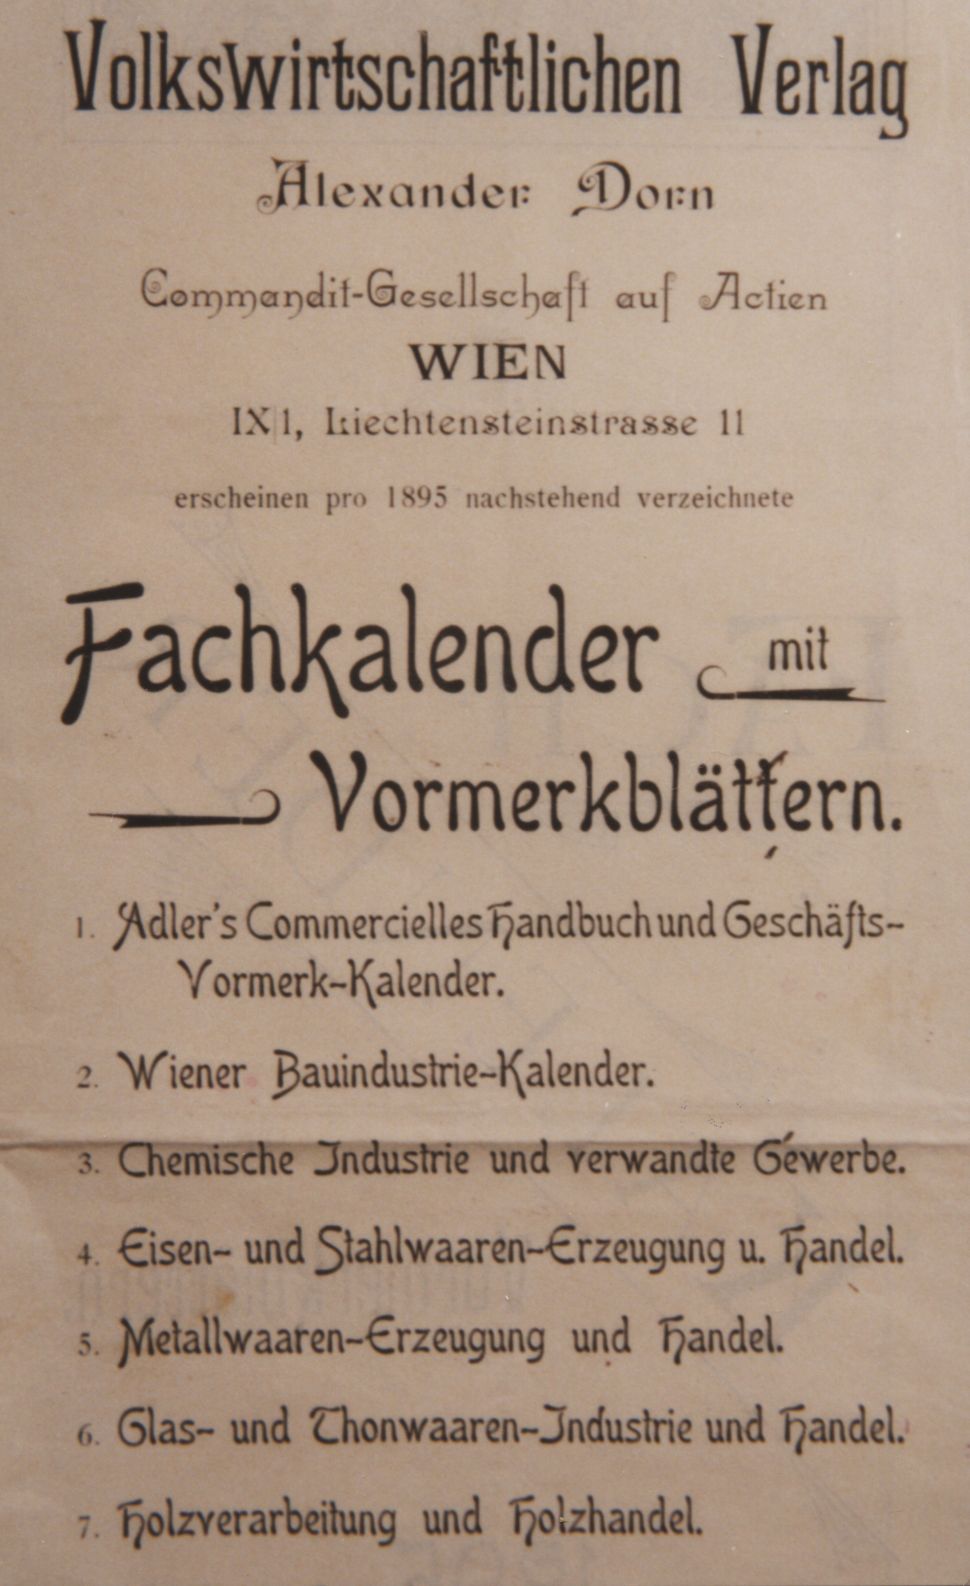 Volkswirtschaftlichen Verlag
Alexander Dorn
Commandit-Gesellschaft auf Actien
WIEN
IX|1, Liechtensteinstrasse 11
erscheinen pro 1895 nachstehend verzeichnete
Fachkalender mit
Vormerkblättern.
1. Adler's Commercielles Handbuch und Geschäfts-
Vormerk-Kalender.
2. Wiener Bauindustrie-Kalender.
3. Chemische Industrie und verwandte Gewerbe.
4. Eisen- und Stahlwaaren-Erzeugung u. Handel.
5. Metallwaaren-Erzeugung und Handel.
6. Glas- und Thonwaaren-Industrie und Handel.
7. Holzverarbeitung und Holzhandel.